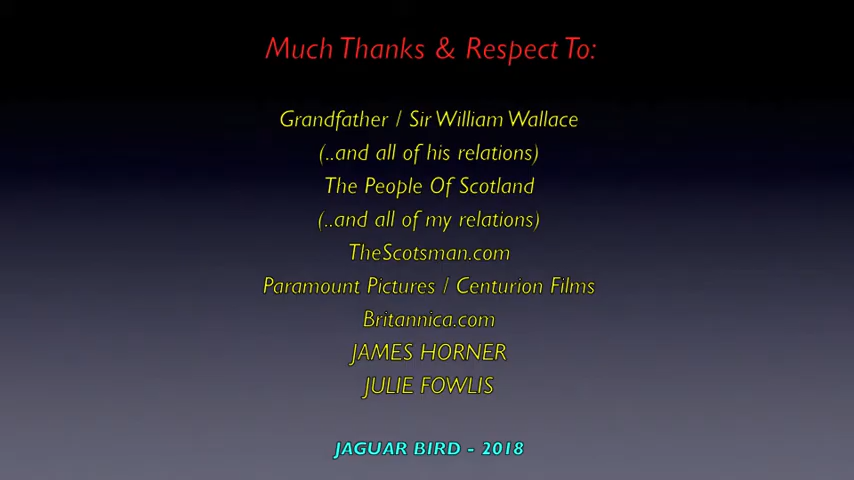 Much Thanks & Respect To:
Grandfather / Sir William Wallace
(..and all of his relations)
The People Of Scotland
(..and all of my relations)
TheScotsman.com
Paramount Pictures / Centurion Films
Britannica.com
JAMES HORNER
JULIE FOWLIS
JAGUAR BIRD - 2018